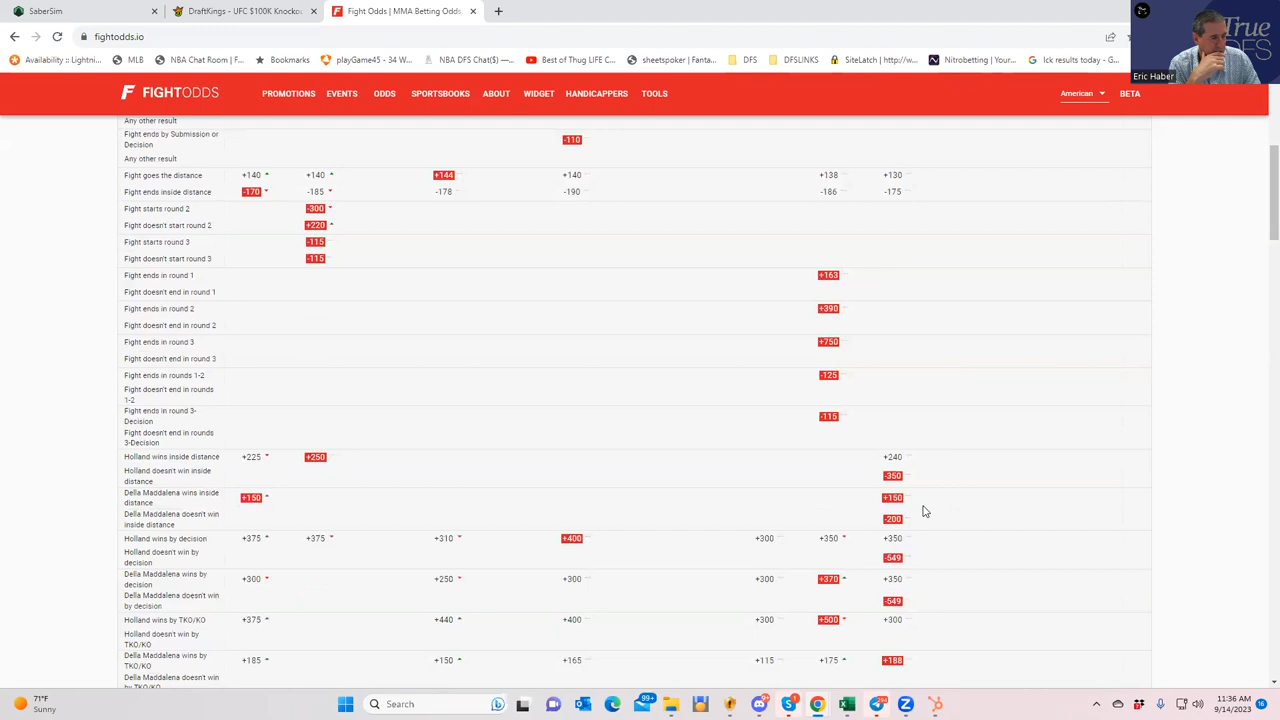 SaberSim
DraftKings - UFC $100K Knockou
Fight Odds | MMA Betting Odds
True
DFS
Eric Haber
fightodds.io
Availability :: Lightni...
MLB
NBA Chat Room | F...
Bookmarks
playGame45 - 34 W...
NBA DFS Chat($) —...
Best of Thug LIFE C...
sheetspoker | Fanta...
DFS
DFSLINKS
SiteLatch | http://w...
Nitrobetting | Your...
Ick results today - G...
FIGHTODDS
PROMOTIONS EVENTS ODDS SPORTSBOOKS ABOUT WIDGET HANDICAPPERS TOOLS
American
BETA
Any other result
Fight ends by Submission or
Decision
-110
Any other result
Fight goes the distance +140 +140 +144 +140 +138 +130
Fight ends inside distance -170 -185 -178 -190 -186 -175
Fight starts round 2 -300
Fight doesn't start round 2 +220
Fight starts round 3 -115
Fight doesn't start round 3 -115
Fight ends in round 1 +163
Fight doesn't end in round 1
Fight ends in round 2 +390
Fight doesn't end in round 2
Fight ends in round 3 +750
Fight doesn't end in round 3
Fight ends in rounds 1-2 -125
Fight doesn't end in rounds
1-2
Fight ends in round 3-
Decision
-115
Fight doesn't end in rounds
3-Decision
Holland wins inside distance +225 +250 +240
Holland doesn't win inside
distance
-350
Della Maddalena wins inside
distance
+150 +150
Della Maddalena doesn't win
inside distance
-200
Holland wins by decision +375 +375 +310 +400 +300 +350 +350
Holland doesn't win by
decision
-549
Della Maddalena wins by
decision
+300 +250 +300 +300 +370 +350
Della Maddalena doesn't win
by decision
-549
Holland wins by TKO/KO +375 +440 +400 +300 +500 +300
Holland doesn't win by
TKO/KO
Della Maddalena wins by
TKO/KO
+185 +150 +165 +115 +175 +188
Della Maddalena doesn't win
71°F
Sunny
Search
99+
11:36 AM
9/14/2023